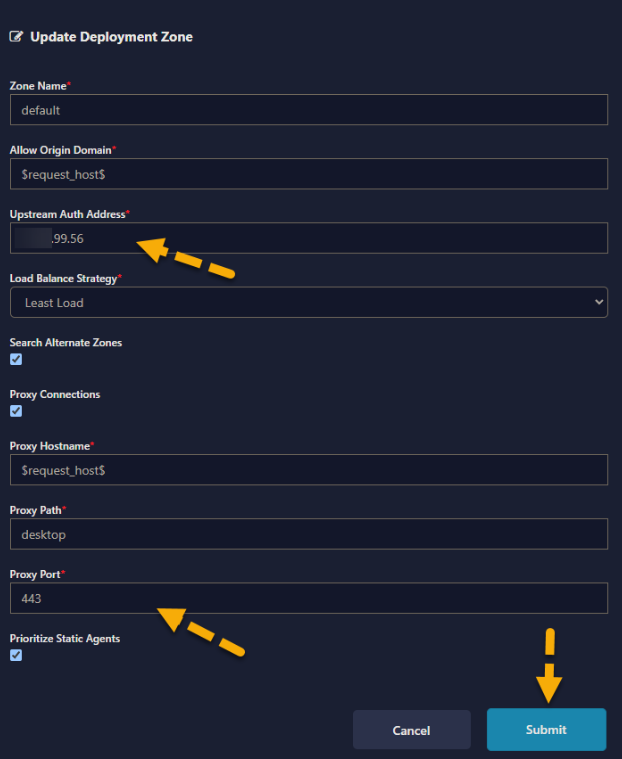 Update Deployment Zone
Zone Name*
default
Allow Origin Domain*
$request_host$
Upstream Auth Address*
.99.56
Load Balance Strategy*
Least Load
Search Alternate Zones
Proxy Connections
Proxy Hostname*
$request_host$
Proxy Path*
desktop
Proxy Port*
443
Prioritize Static Agents
Cancel Submit